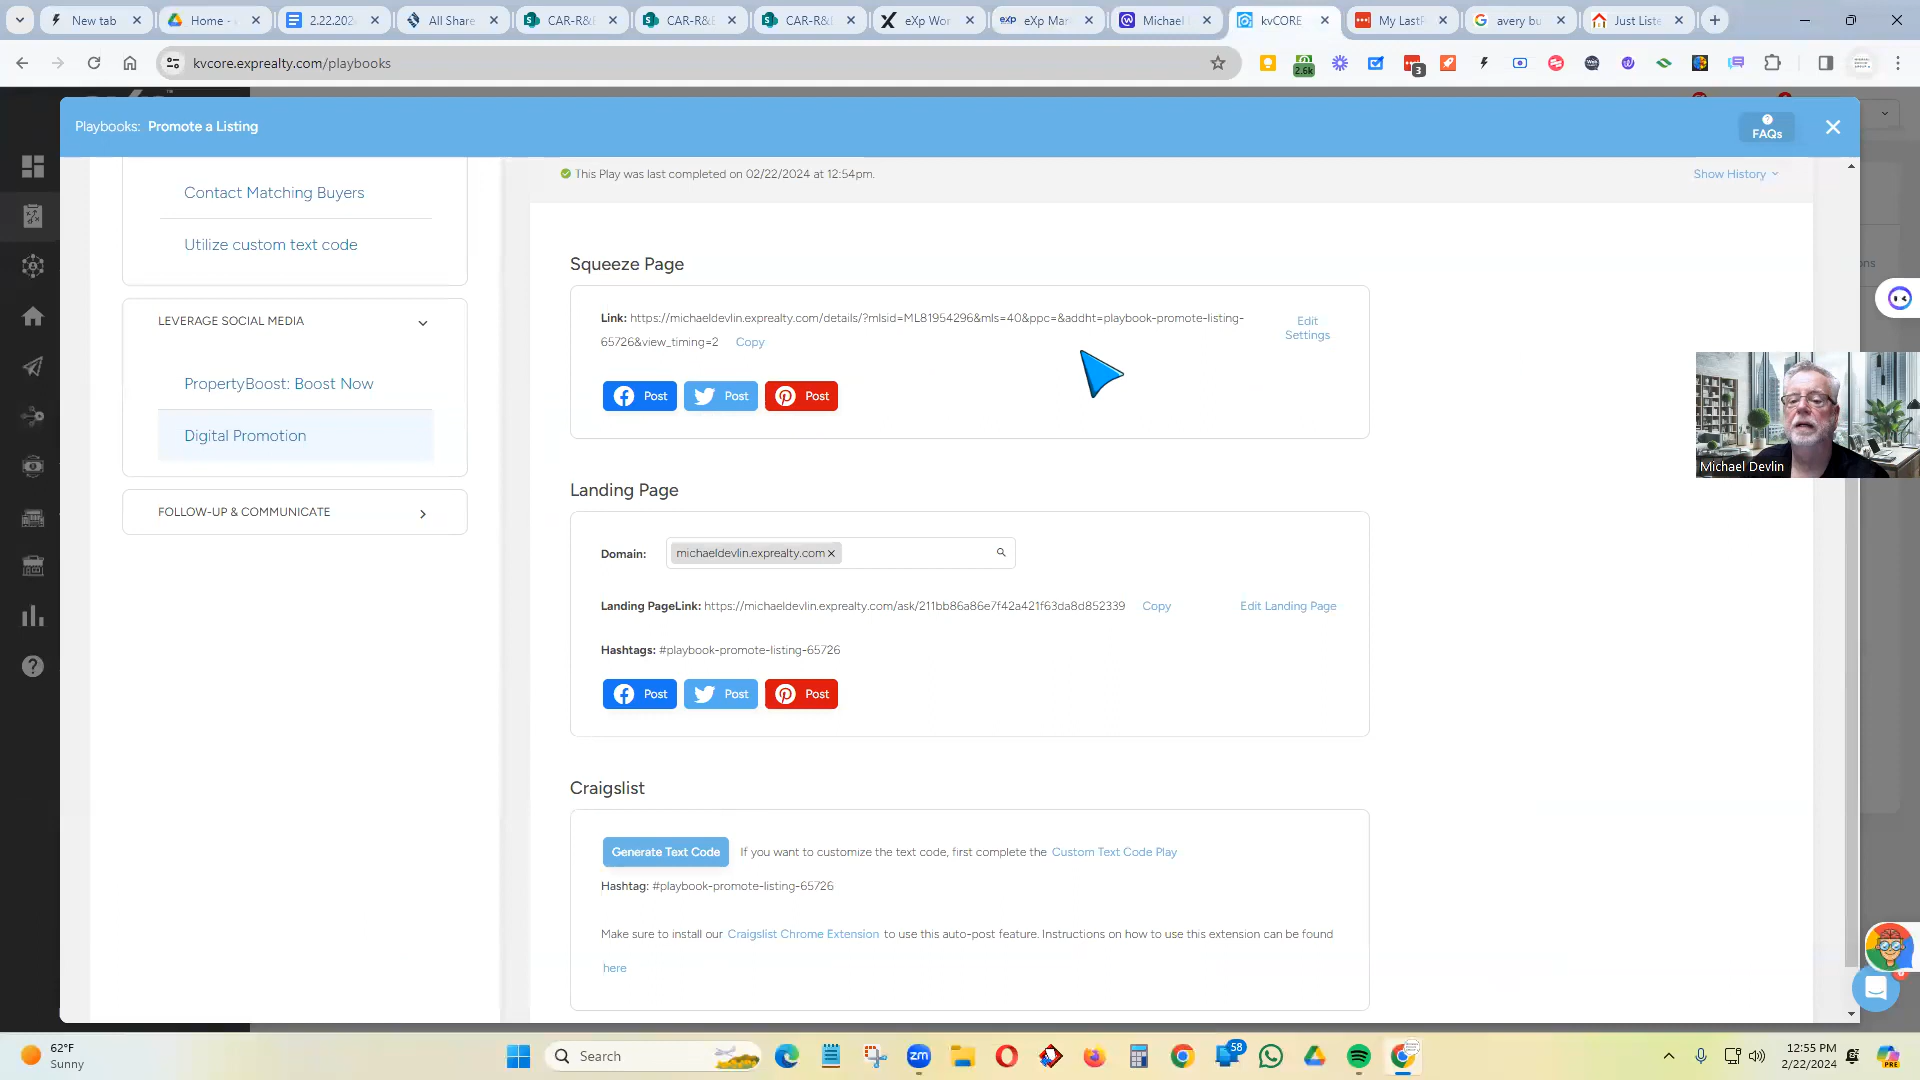 New tab
Home -
2.22.202
All Share
CAR-R&
CAR-R&
CAR-R&
eXp Wor
eXp Mar
Michael
kvCORE
My LastP
avery bu
Just Liste
kvcore.exprealty.com/playbooks
2.6k
3
Playbooks: Promote a Listing
FAQs
Contact Matching Buyers
Utilize custom text code
LEVERAGE SOCIAL MEDIA
PropertyBoost: Boost Now
Digital Promotion
FOLLOW-UP & COMMUNICATE
This Play was last completed on 02/22/2024 at 12:54pm.
Show History
Squeeze Page
Link: https://michaeldevlin.exprealty.com/details/?mlsid=ML81954296&mls=40&ppc=&addht=playbook-promote-listing-
65726&view_timing=2 Copy
Edit
Settings
Post Post Post
Landing Page
Domain: michaeldevlin.exprealty.com
Landing PageLink: https://michaeldevlin.exprealty.com/ask/211bb86a86e7f42a421f63da8d852339 Copy Edit Landing Page
Hashtags: #playbook-promote-listing-65726
Post Post Post
Craigslist
Generate Text Code If you want to customize the text code, first complete the Custom Text Code Play
Hashtag: #playbook-promote-listing-65726
Make sure to install our Craigslist Chrome Extension to use this auto-post feature. Instructions on how to use this extension can be found
here
ons
Michael Devlin
62°F
Sunny
Search
zm
58
12:55 PM
2/22/2024
PRE